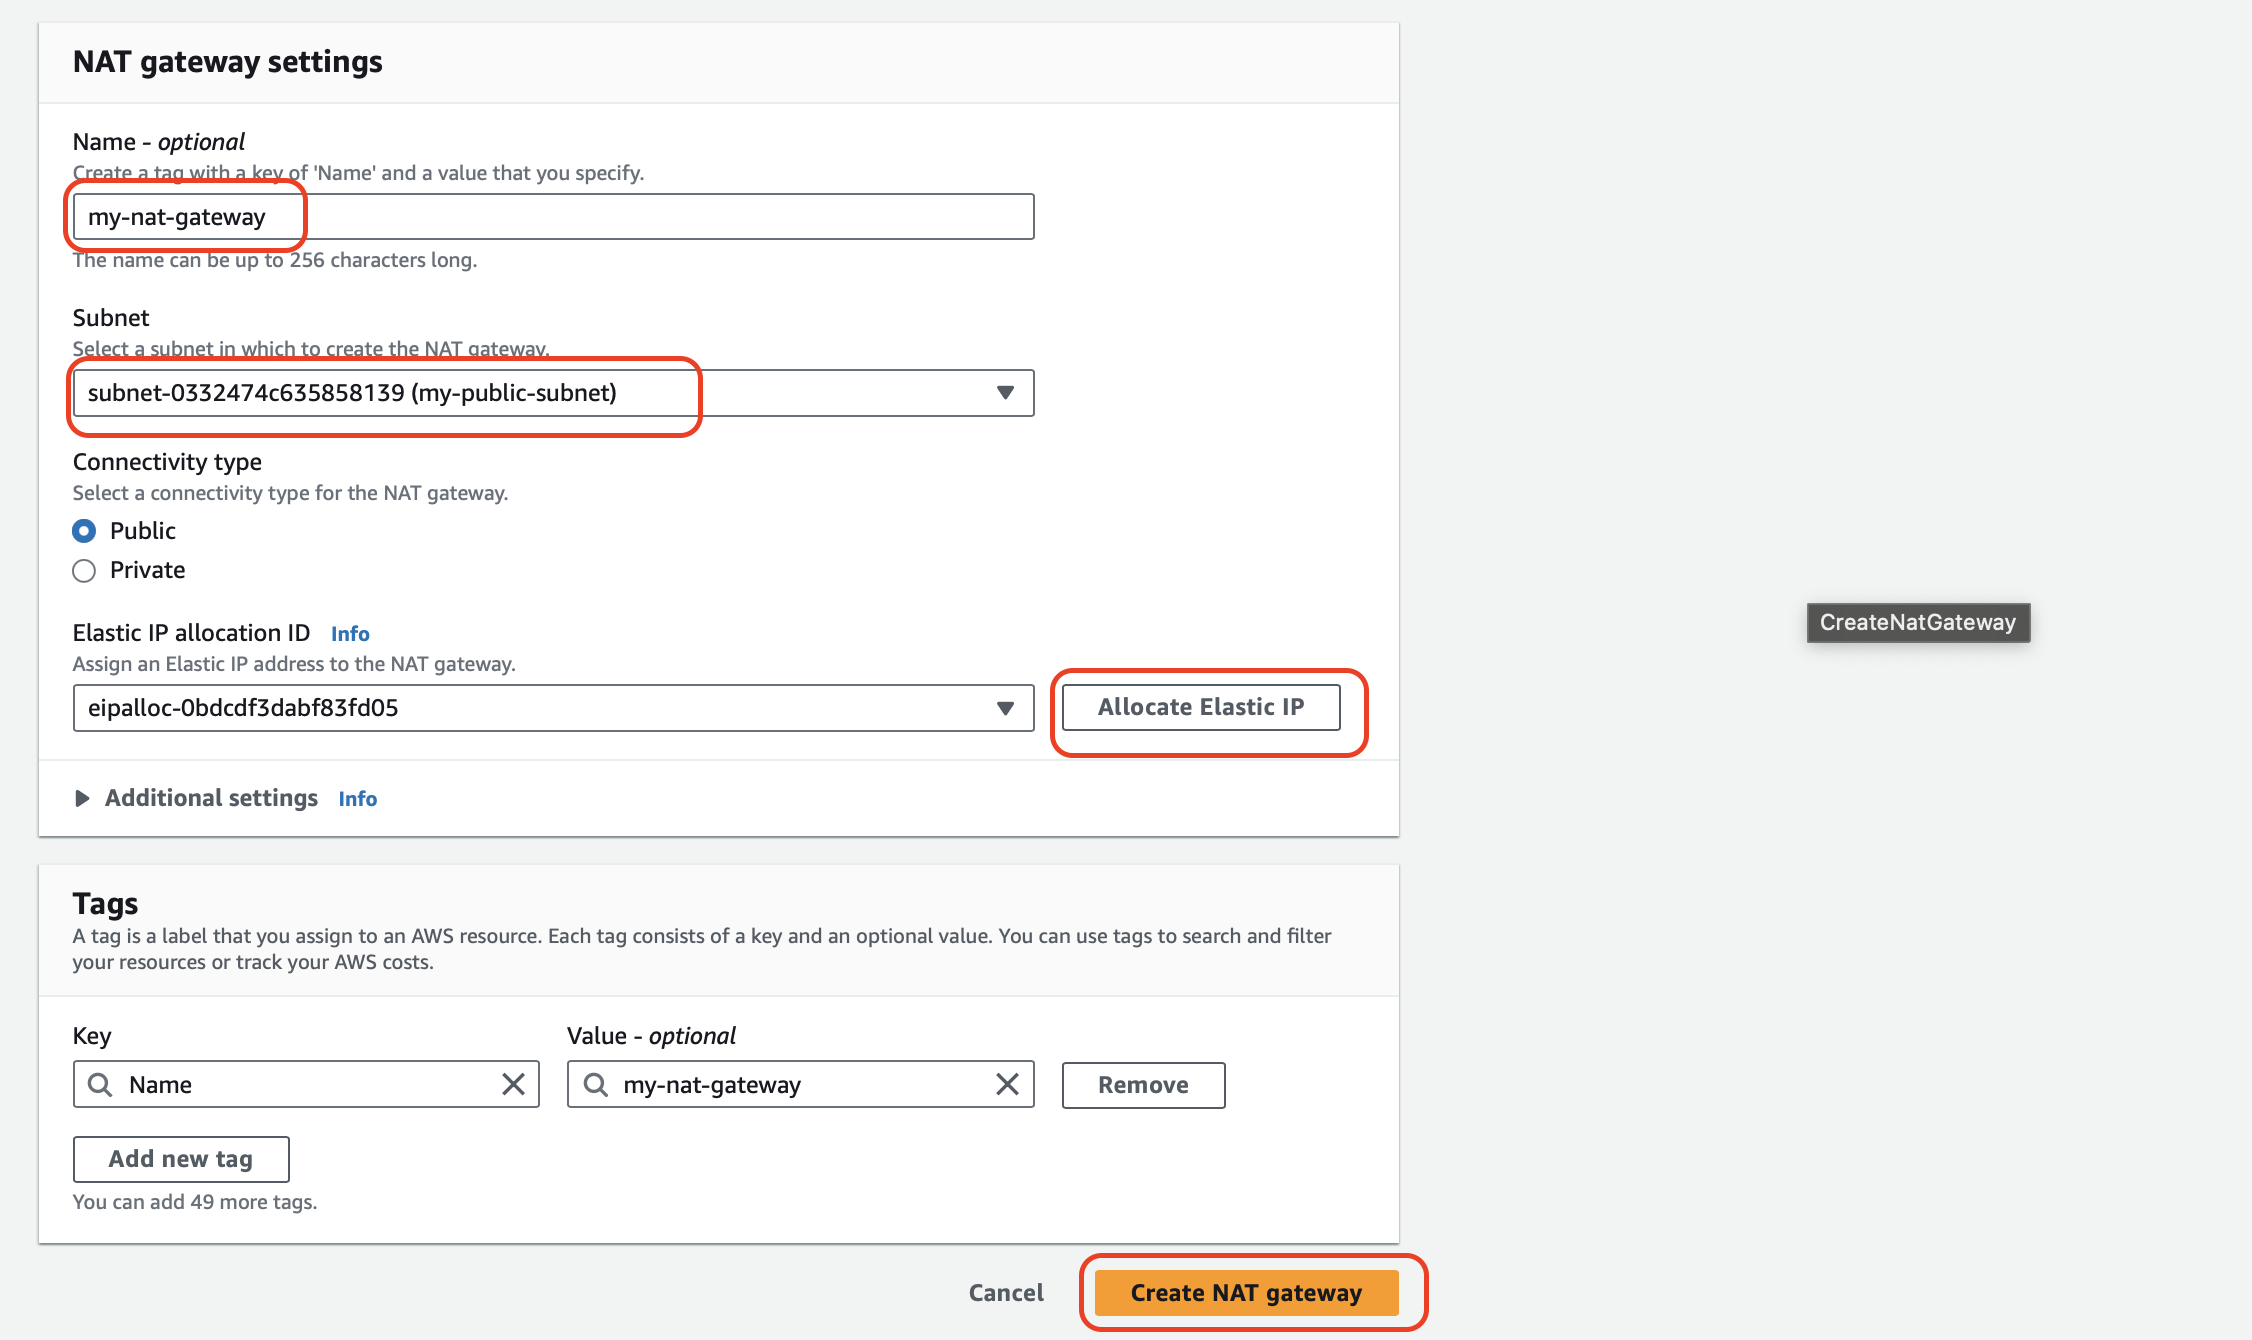 NAT gateway settings
Name - optional
Create a tag with a key of 'Name' and a value that you specify.
my-nat-gateway
The name can be up to 256 characters long.
Subnet
Select a subnet in which to create the NAT gateway.
subnet-0332474c635858139 (my-public-subnet)
Connectivity type
Select a connectivity type for the NAT gateway.
Public
Private
Elastic IP allocation ID Info
Assign an Elastic IP address to the NAT gateway.
eipalloc-0bdcdf3dabf83fd05 Allocate Elastic IP
CreateNatGateway
Additional settings Info
Tags
A tag is a label that you assign to an AWS resource. Each tag consists of a key and an optional value. You can use tags to search and filter
your resources or track your AWS costs.
Key Value - optional
Name my-nat-gateway Remove
Add new tag
You can add 49 more tags.
Cancel Create NAT gateway